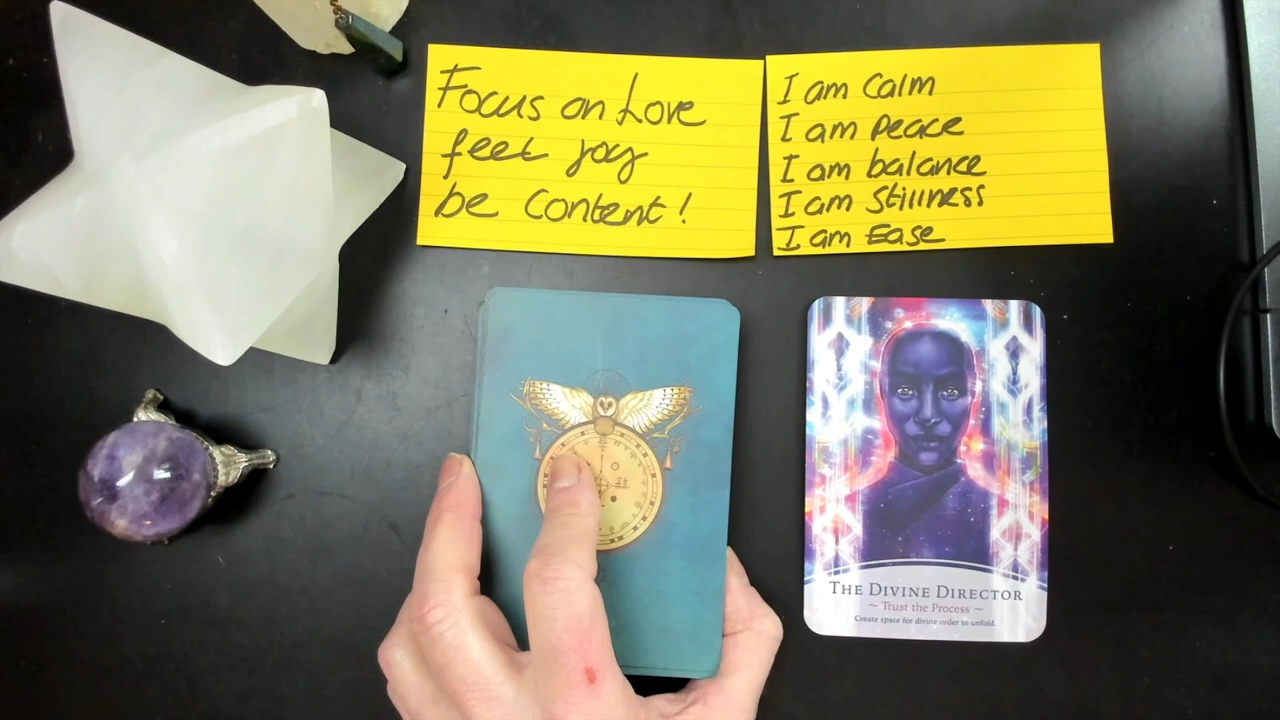 Focus on Love
feel joy
be Content!
I am Calm
I am Peace
I am balance
I am Stillness
I am Ease
THE DIVINE DIRECTOR
~ Trust the Process ~
Create space for divine order to unfold.